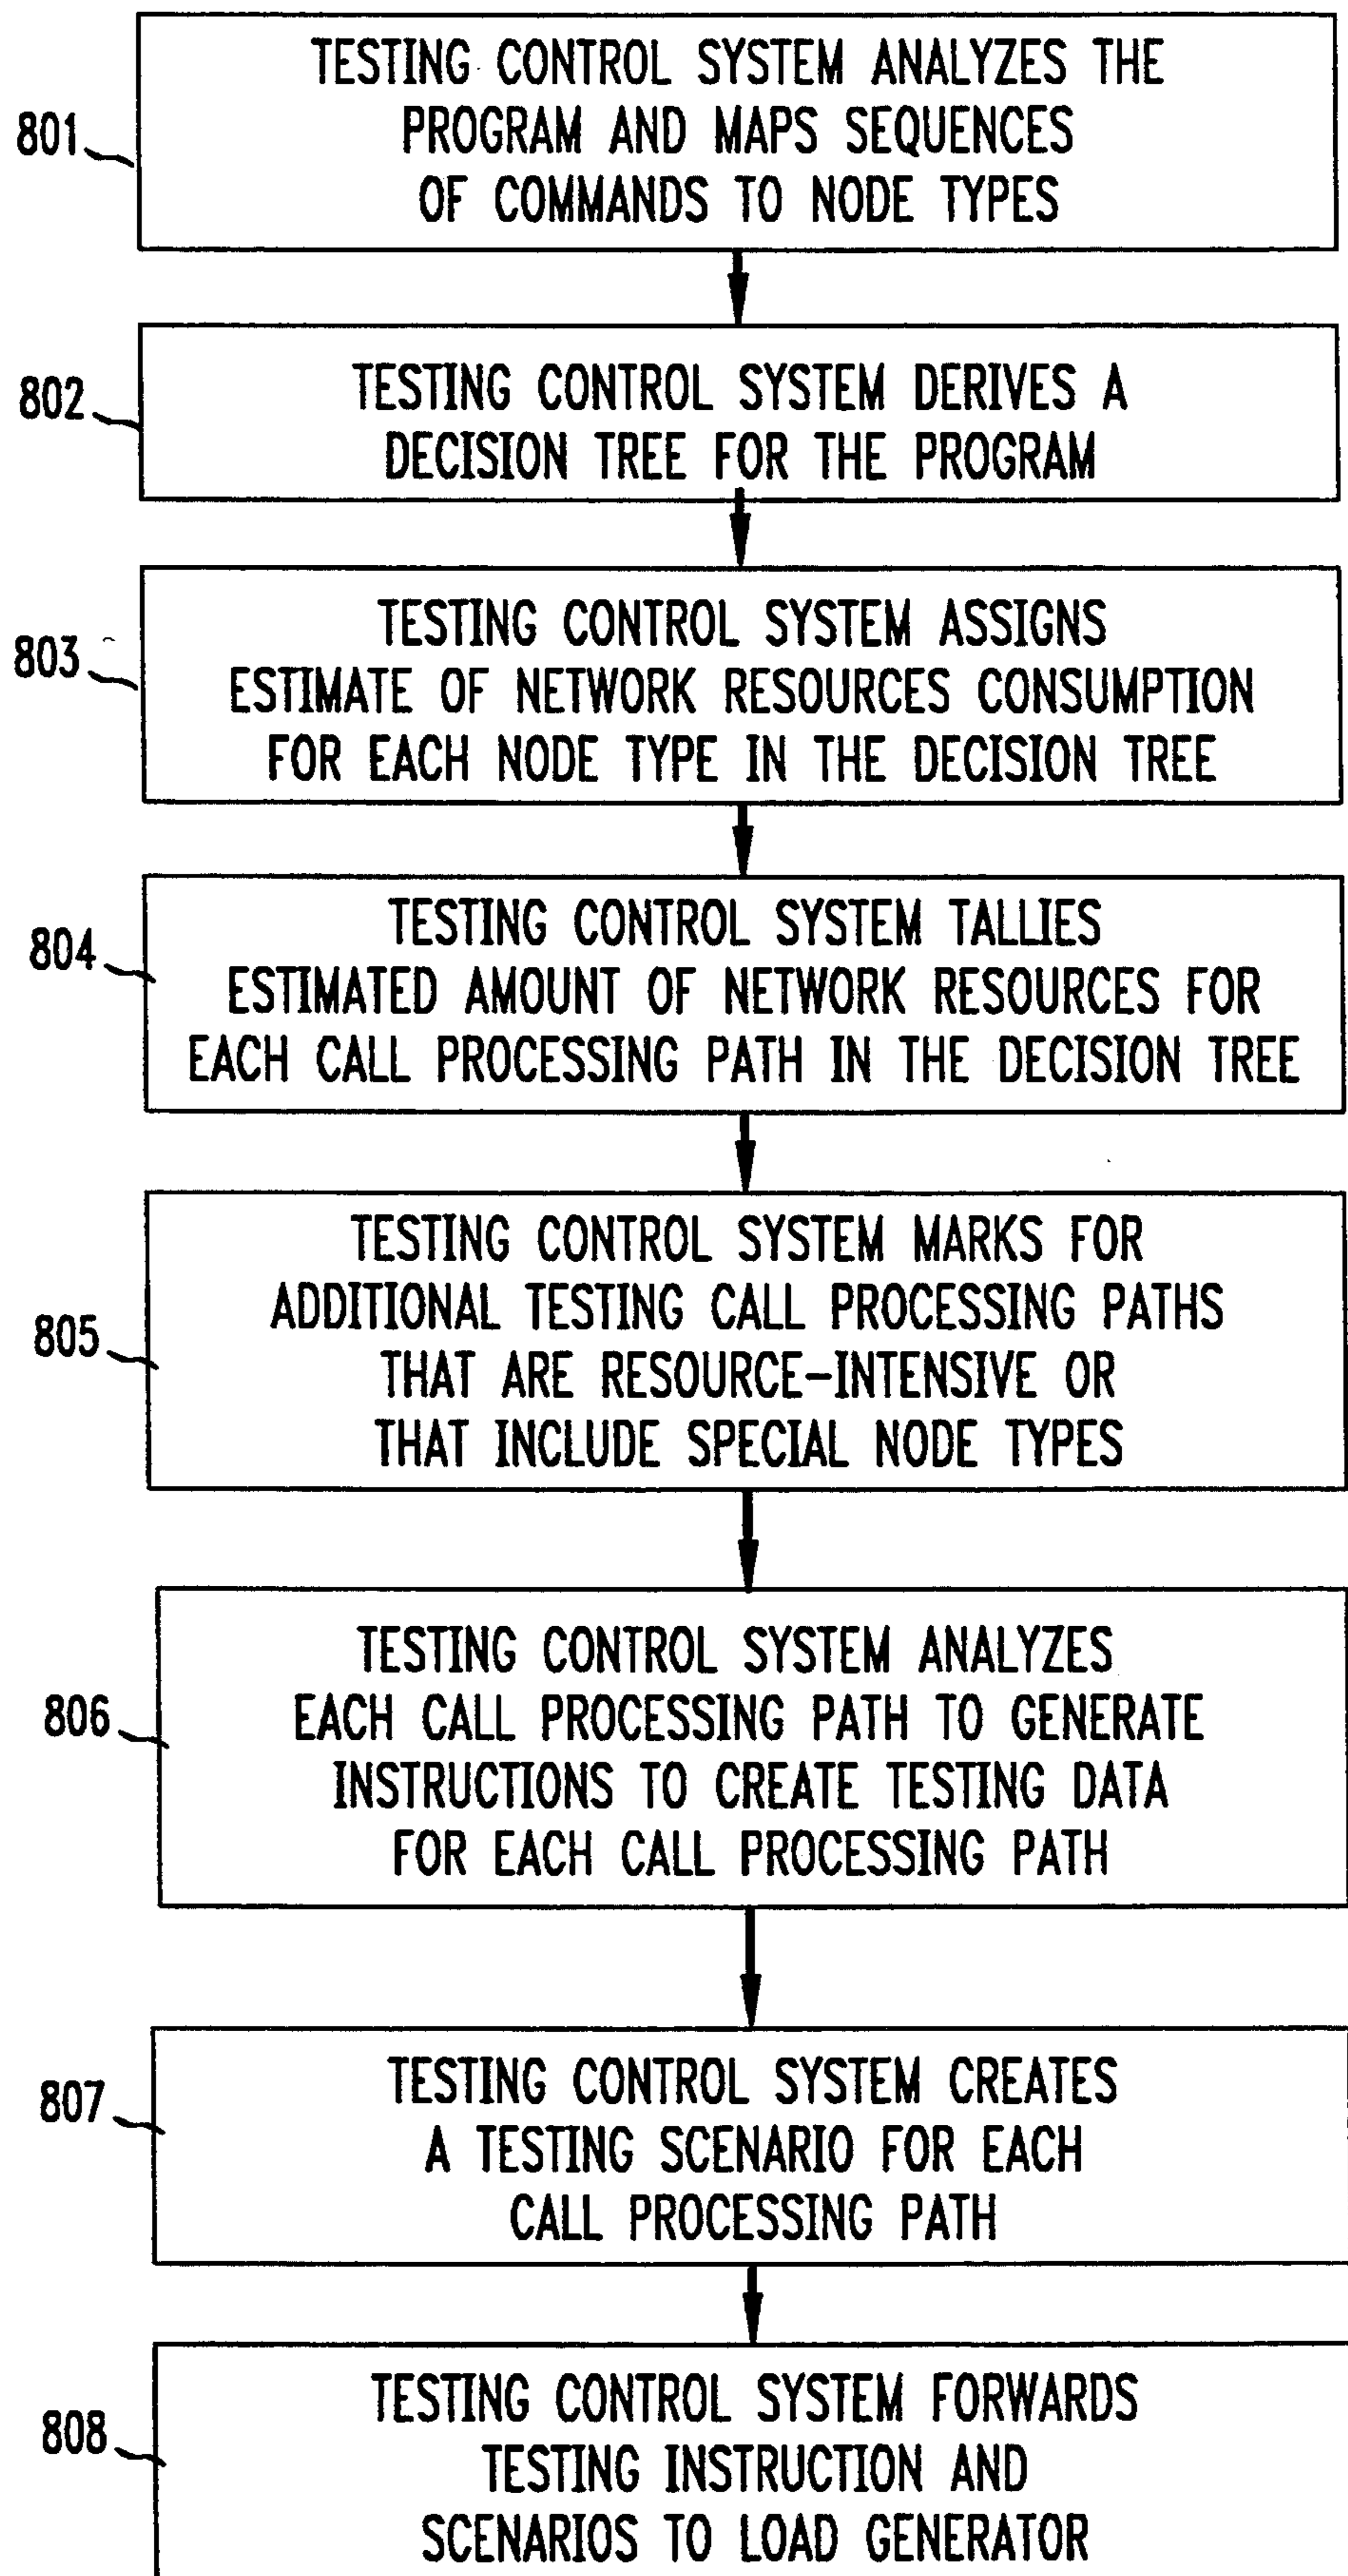 TESTING CONTROL SYSTEM ANALYZES THE
PROGRAM AND MAPS SEQUENCES
OF COMMANDS TO NODE TYPES
801
TESTING CONTROL SYSTEM DERIVES A
DECISION TREE FOR THE PROGRAM
802
TESTING CONTROL SYSTEM ASSIGNS
ESTIMATE OF NETWORK RESOURCES CONSUMPTION
FOR EACH NODE TYPE IN THE DECISION TREE
803
TESTING CONTROL SYSTEM TALLIES
ESTIMATED AMOUNT OF NETWORK RESOURCES FOR
EACH CALL PROCESSING PATH IN THE DECISION TREE
804
TESTING CONTROL SYSTEM MARKS FOR
ADDITIONAL TESTING CALL PROCESSING PATHS
THAT ARE RESOURCE-INTENSIVE OR
THAT INCLUDE SPECIAL NODE TYPES
805
TESTING CONTROL SYSTEM ANALYZES
EACH CALL PROCESSING PATH TO GENERATE
INSTRUCTIONS TO CREATE TESTING DATA
FOR EACH CALL PROCESSING PATH
806
TESTING CONTROL SYSTEM CREATES
A TESTING SCENARIO FOR EACH
CALL PROCESSING PATH
807
TESTING CONTROL SYSTEM FORWARDS
TESTING INSTRUCTION AND
SCENARIOS TO LOAD GENERATOR
808